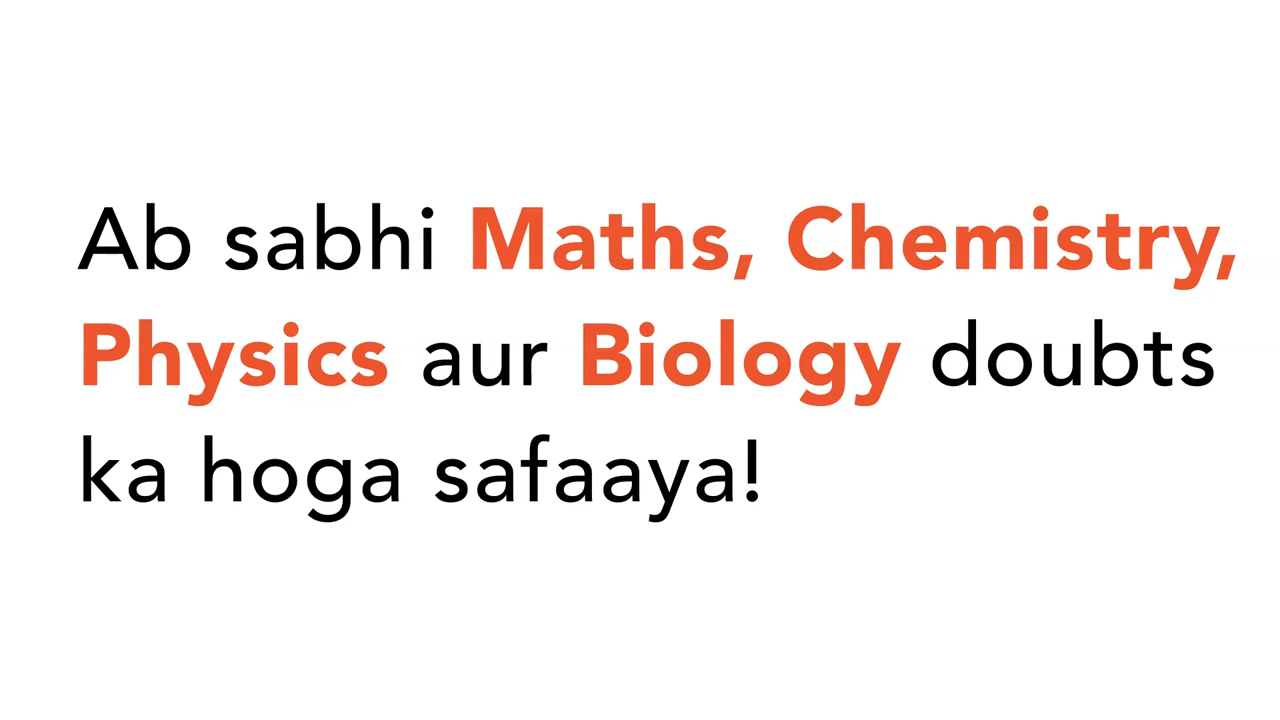 Ab sabhi Maths, Chemistry,
Physics aur Biology doubts
ka hoga safaaya!